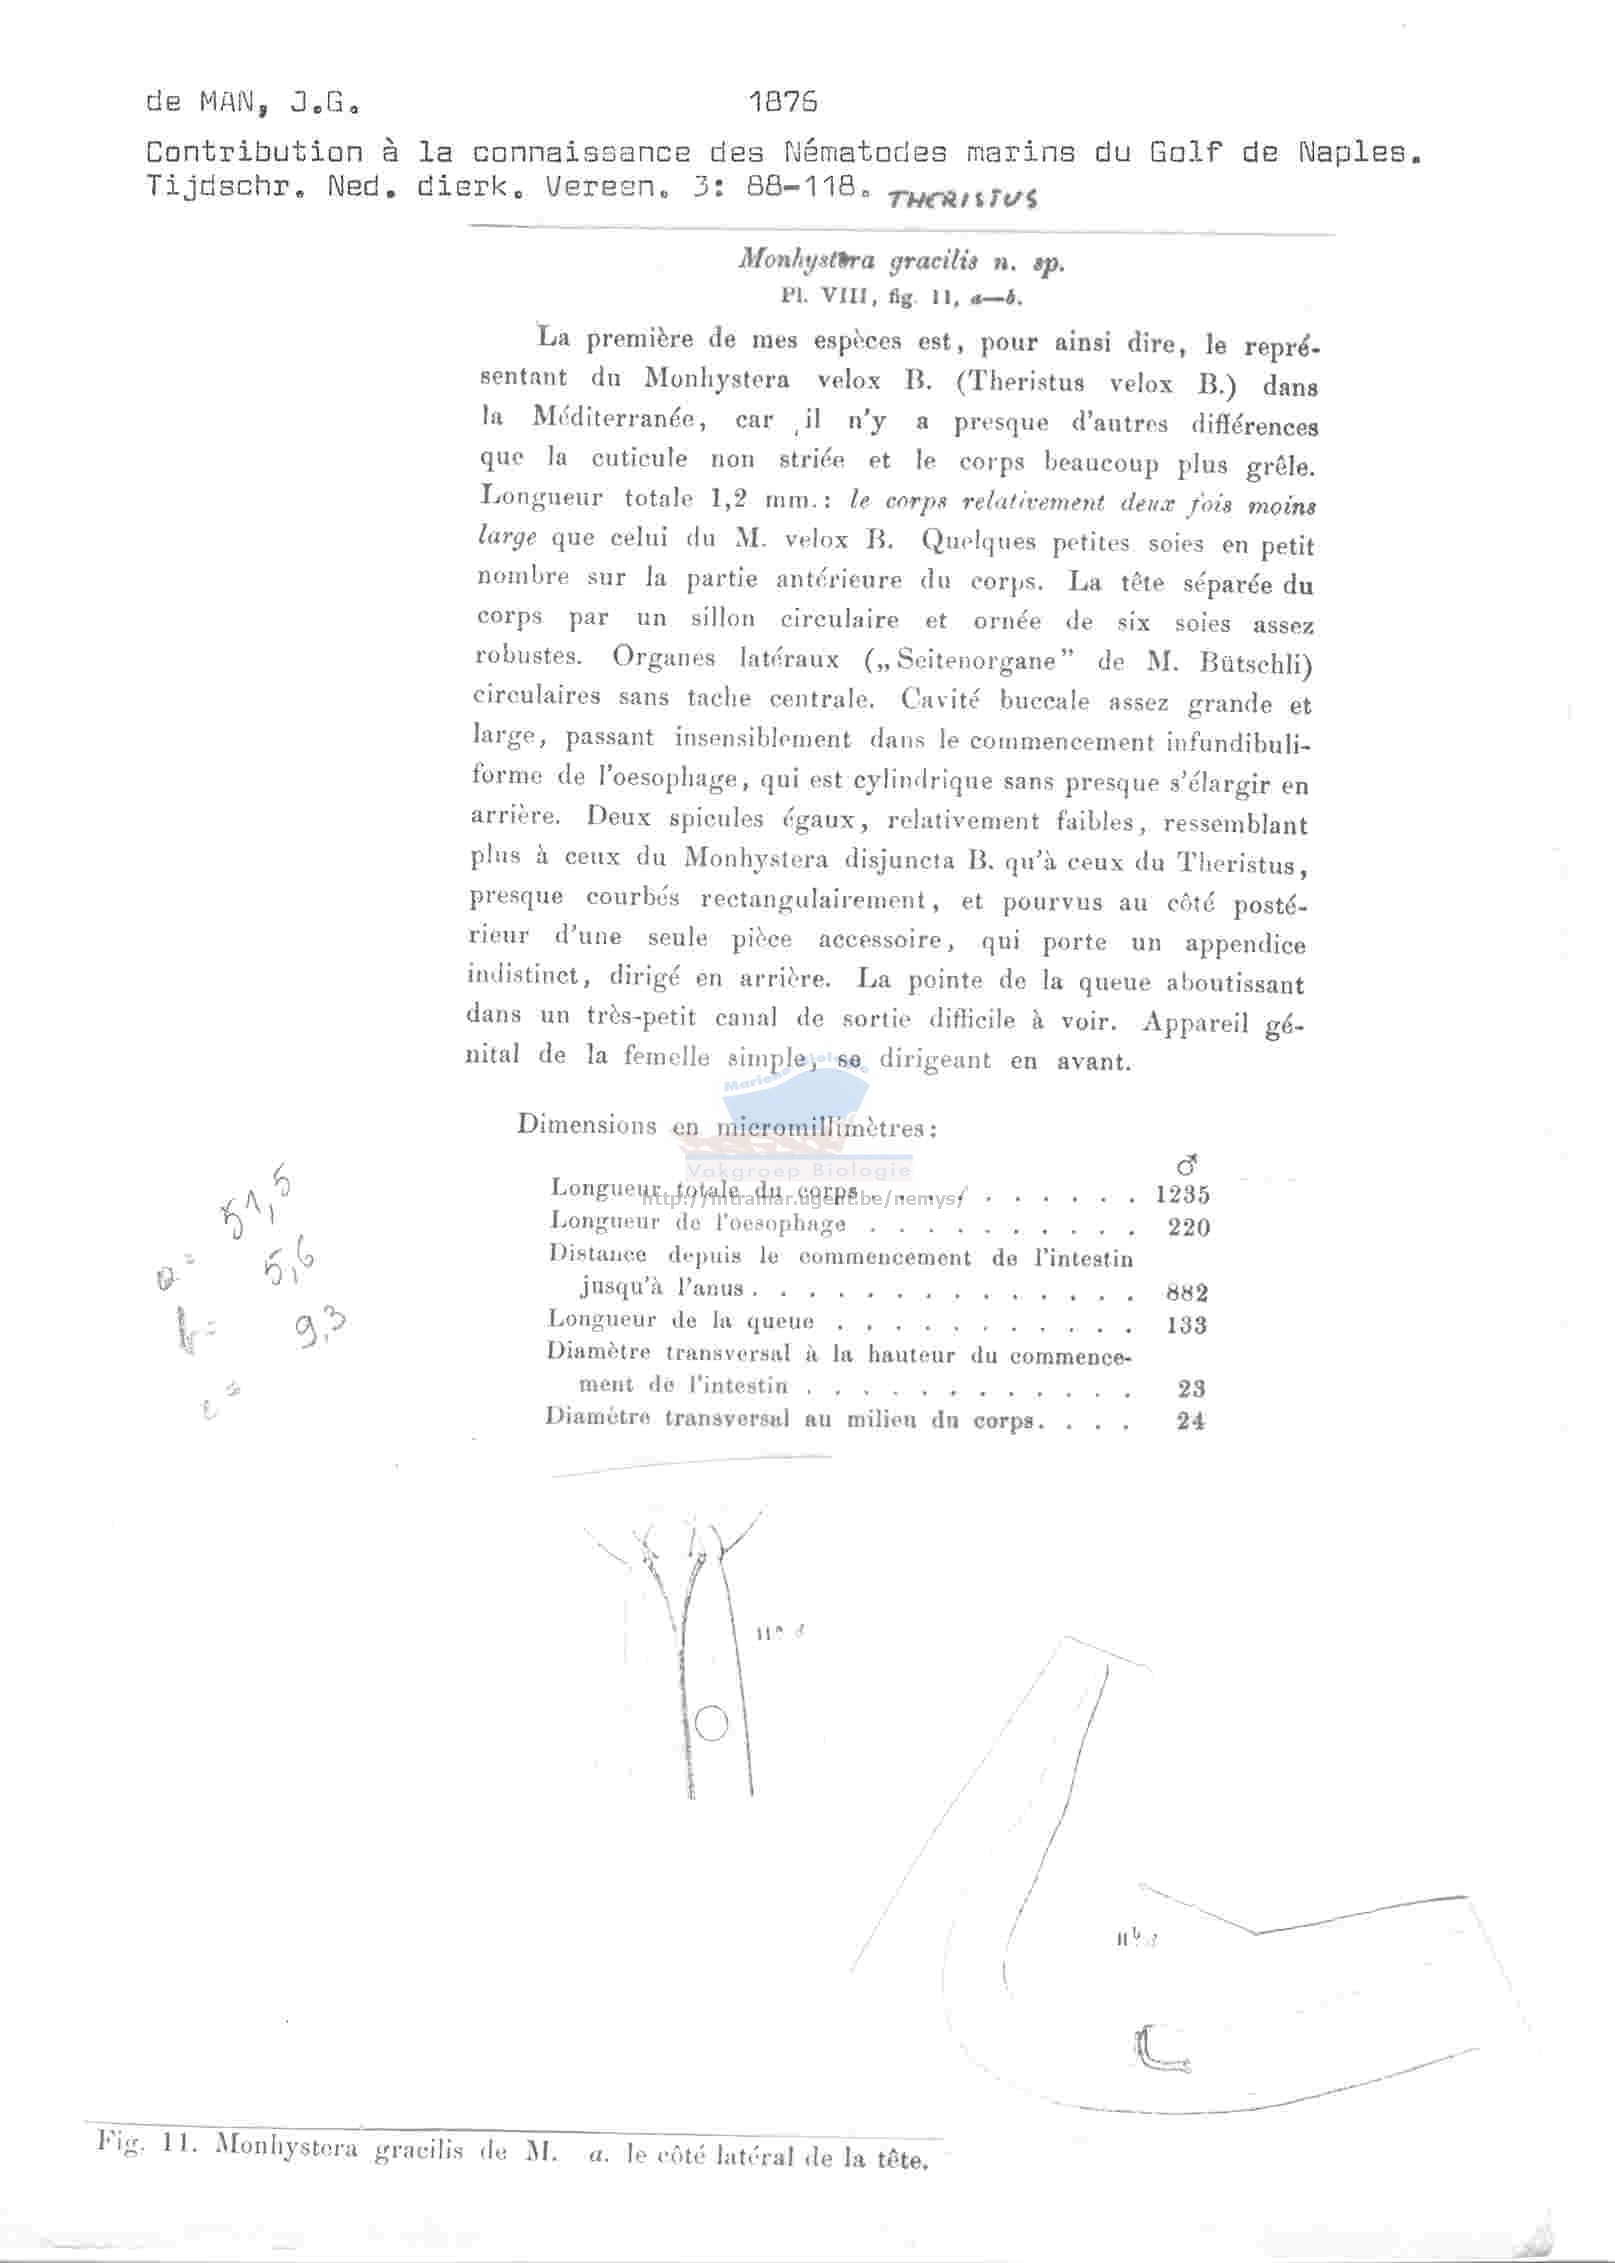 de MAN, J.G. 1876
Contribution à la connaissance des Nématodes marins du Golf de Naples.
Tijdschr. Ned. dierk. Vereen. 3: 88-118. THERISTUS
Monhystera gracilis n. sp.
Pl. VIII, fig. 11, a—b.
La première de mes espèces est, pour ainsi dire, le repré-
sentant du Monhystera velox B. (Theristus velox B.) dans
la Méditerranée, car il n'y a presque d'autres différences
que la cuticule non striée et le corps beaucoup plus grêle.
Longueur totale 1,2 mm.: le corps relativement deux fois moins
large que celui du M. velox B. Quelques petites soies en petit
nombre sur la partie antérieure du corps. La tête séparée du
corps par un sillon circulaire et ornée de six soies assez
robustes. Organes latéraux („Seitenorgane” de M. Bütschli)
circulaires sans tache centrale. Cavité buccale assez grande et
large, passant insensiblement dans le commencement infundibuli-
forme de l'oesophage, qui est cylindrique sans presque s'élargir en
arrière. Deux spicules égaux, relativement faibles, ressemblant
plus à ceux du Monhystera disjuncta B. qu'à ceux du Theristus,
presque courbés rectangulairement, et pourvus au côté posté-
rieur d'une seule pièce accessoire, qui porte un appendice
indistinct, dirigé en arrière. La pointe de la queue aboutissant
dans un très-petit canal de sortie difficile à voir. Appareil gé-
nital de la femelle simple, se dirigeant en avant.
Mariene Biologie
Dimensions en micromillimètres:
Vakgroep Biologie
http://intramar.ugent.be/nemys/
♂
Longueur totale du corps . . . . . . . . . . 1235
Longueur de l'oesophage . . . . . . . . . . 220
Distance depuis le commencement de l'intestin
jusqu'à l'anus . . . . . . . . . . . . . . 882
Longueur de la queue . . . . . . . . . . . 133
Diamètre transversal à la hauteur du commence-
ment de l'intestin . . . . . . . . . . . . 23
Diamètre transversal au milieu du corps. . . . 24
a = 51,5
b = 5,6
c = 9,3
11ª ♂
11ᵇ ♂
Fig. 11. Monhystera gracilis de M. a. le côté latéral de la tête.